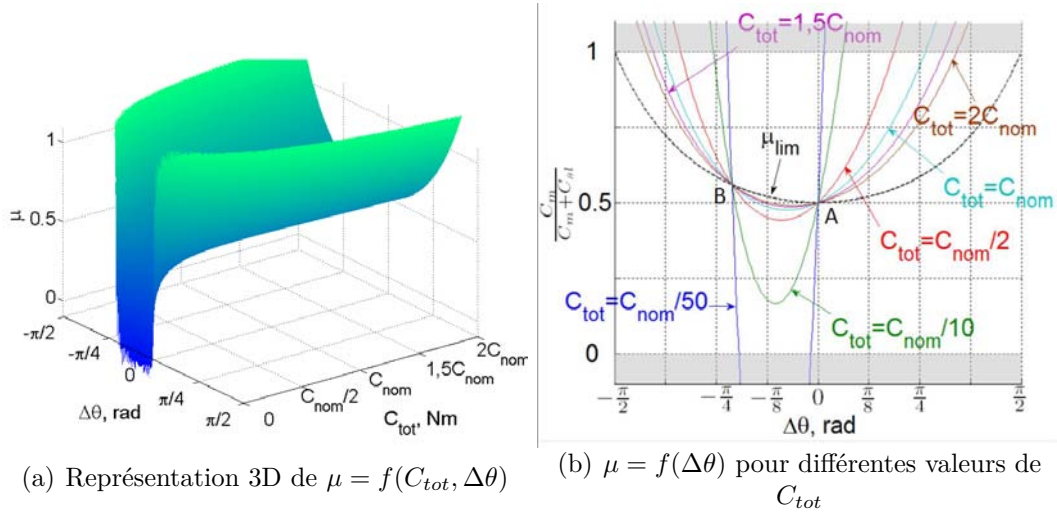 1
0.5
0
μ
-π/2
-π/4
0
π/4
π/2
Δθ, rad
0
C_nom/2
C_nom
1,5C_nom
2C_nom
C_tot, Nm
(a) Représentation 3D de μ = f(C_tot, Δθ)
C_tot=1,5C_nom
1
C_tot=2C_nom
μ_lim
C_tot=C_nom
B
0.5
A
C_m / (C_m + C_al)
C_tot=C_nom/2
C_tot=C_nom/50
C_tot=C_nom/10
0
-π/2
-π/4
-π/8
0
π/8
π/4
π/2
Δθ, rad
(b) μ = f(Δθ) pour différentes valeurs de
C_tot